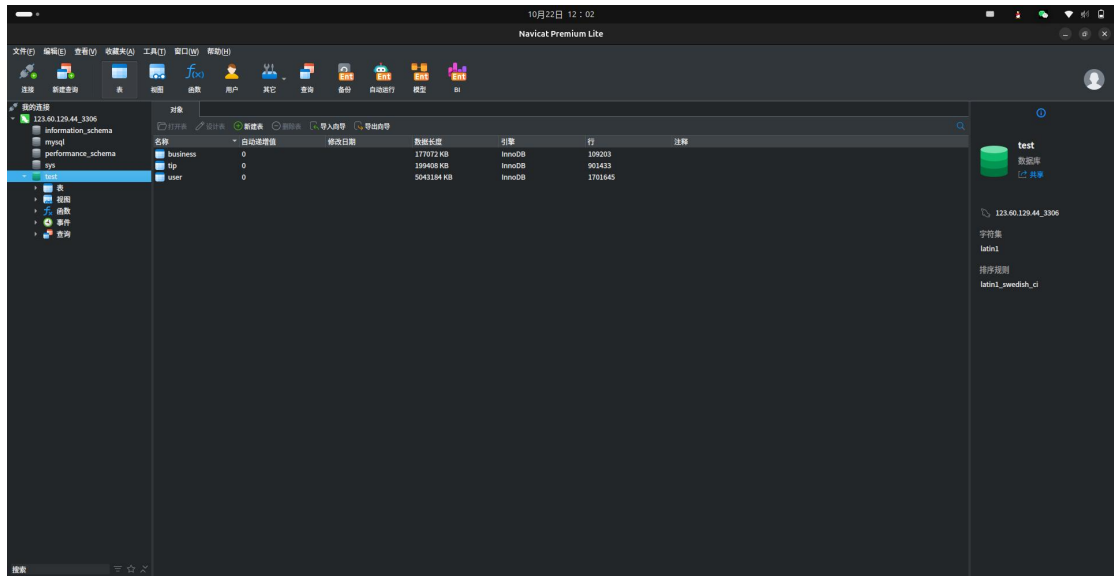 10月22日 12：02
Navicat Premium Lite
文件(F) 编辑(E) 查看(V) 收藏夹(A) 工具(T) 窗口(W) 帮助(H)
f(x) Ent Ent Ent Ent
连接 新建查询 表 视图 函数 用户 其它 查询 备份 自动运行 模型 BI
我的连接
123.60.129.44_3306
information_schema
mysql
performance_schema
sys
test
表
视图
fx 函数
事件
查询
搜索
对象
打开表 设计表 新建表 删除表 导入向导 导出向导
名称 自动递增值 修改日期 数据长度 引擎 行 注释
business 0 177072 KB InnoDB 109203
tip 0 199408 KB InnoDB 901433
user 0 5043184 KB InnoDB 1701645
test
数据库
共享
123.60.129.44_3306
字符集
latin1
排序规则
latin1_swedish_ci